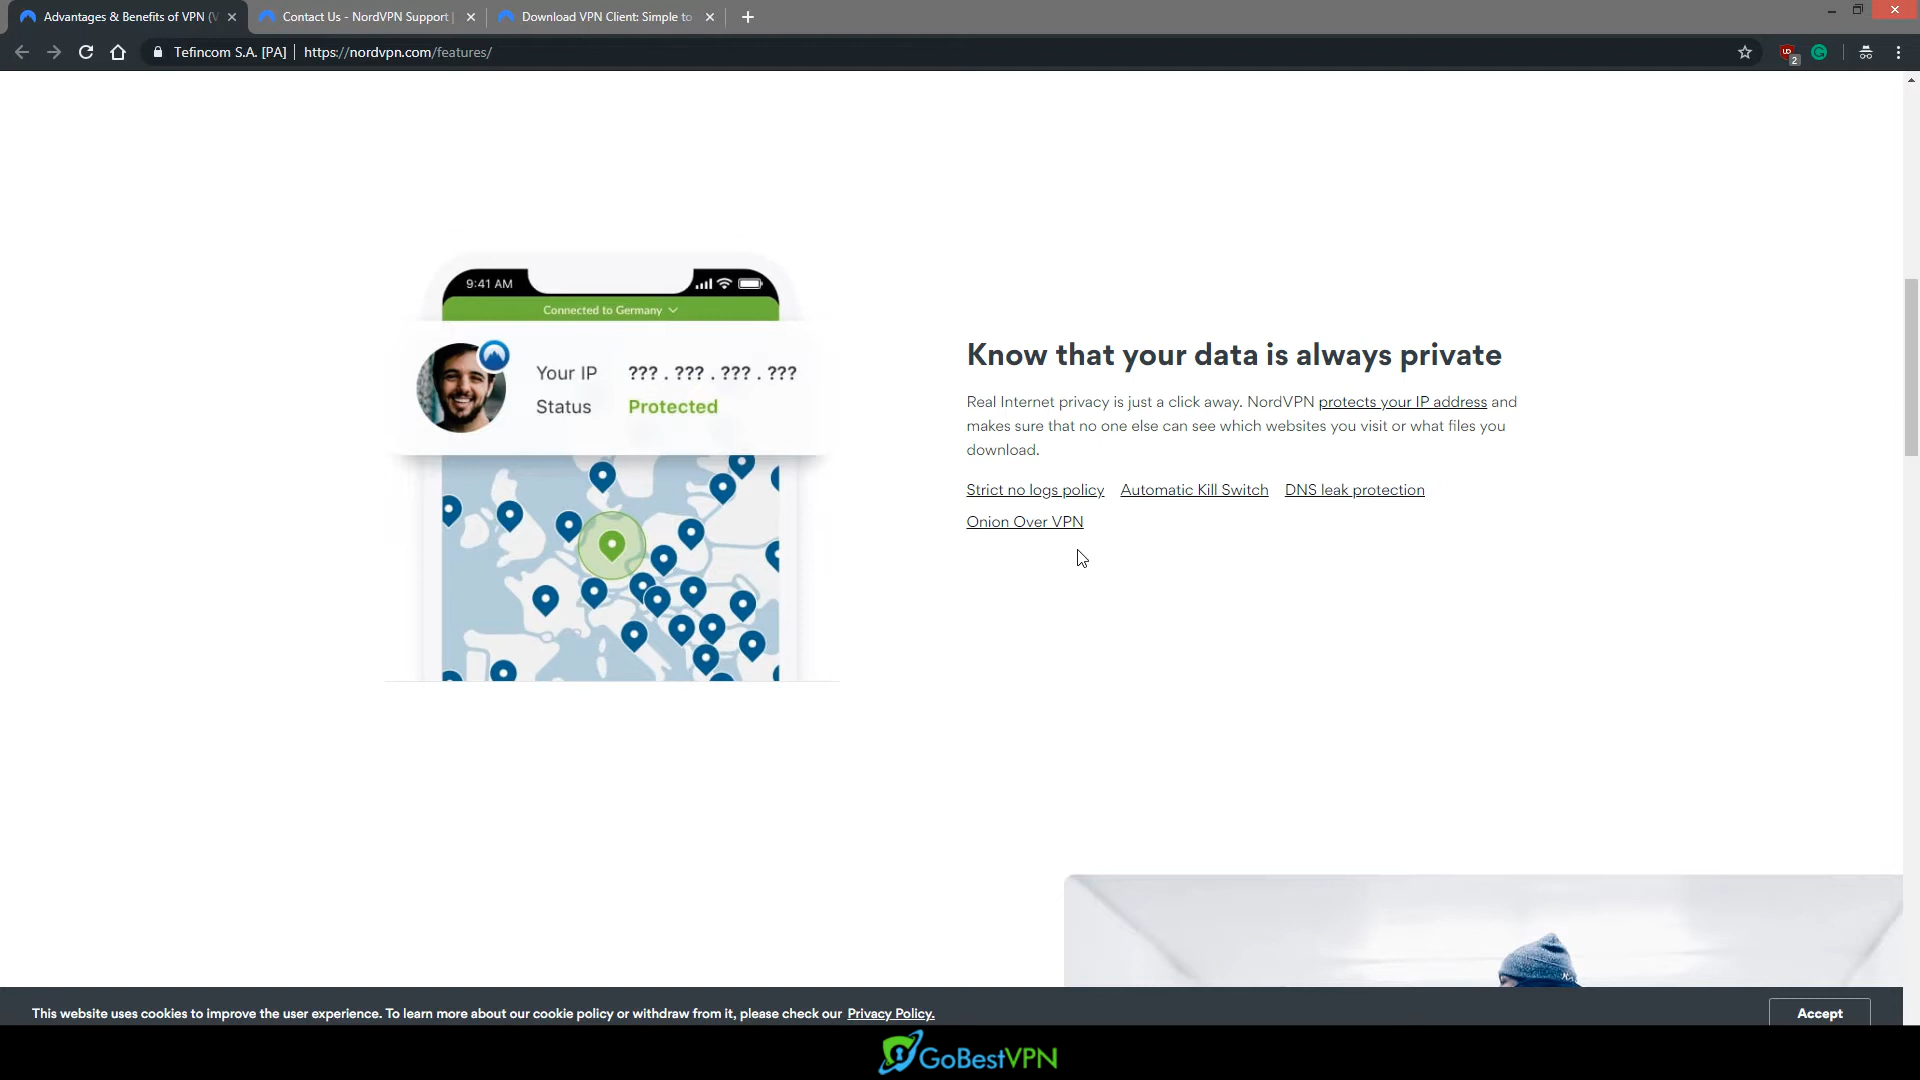 Advantages & Benefits of VPN (V
Contact Us - NordVPN Support |
Download VPN Client: Simple to
Tefincom S.A. [PA] | https://nordvpn.com/features/
2
9:41 AM
Connected to Germany
Your IP ??? . ??? . ??? . ???
Status Protected
Know that your data is always private
Real Internet privacy is just a click away. NordVPN protects your IP address and
makes sure that no one else can see which websites you visit or what files you
download.
Strict no logs policy Automatic Kill Switch DNS leak protection
Onion Over VPN
This website uses cookies to improve the user experience. To learn more about our cookie policy or withdraw from it, please check our Privacy Policy.
Accept
GoBestVPN